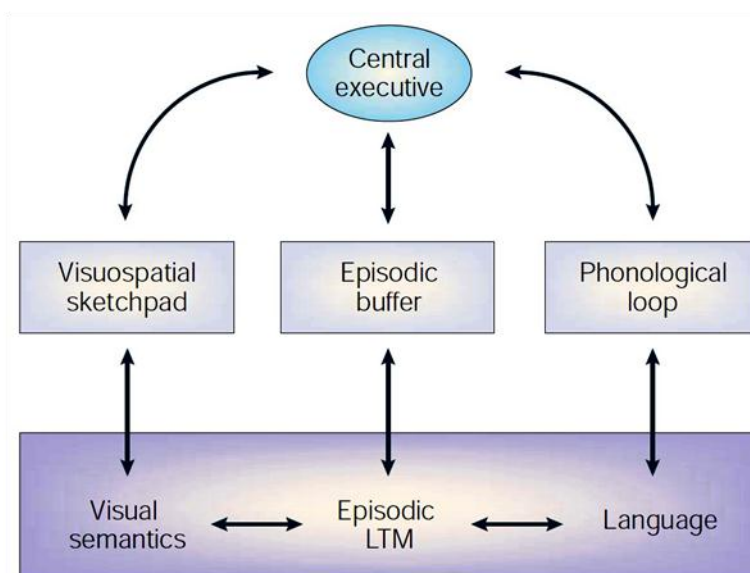 Central
executive
Visuospatial
sketchpad
Episodic
buffer
Phonological
loop
Visual
semantics
Episodic
LTM
Language